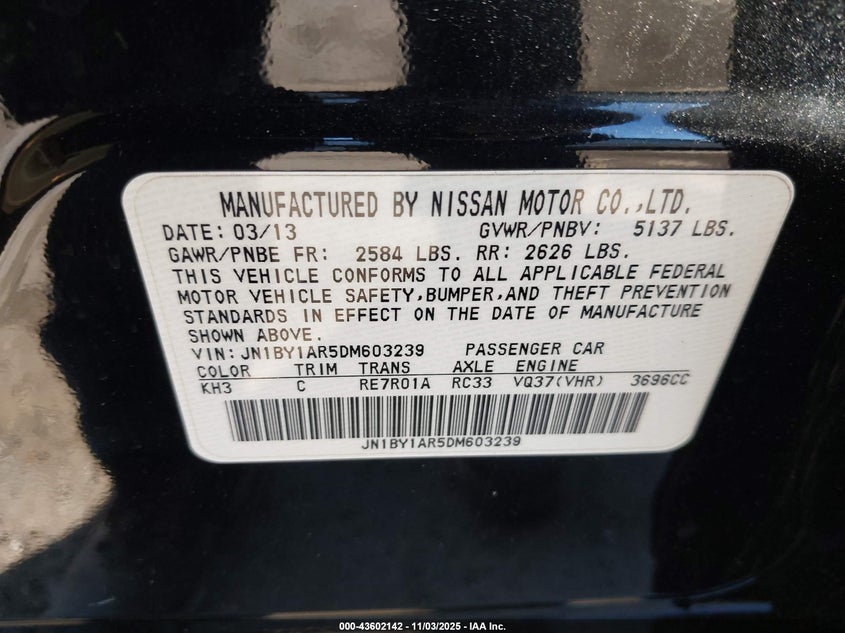 MANUFACTURED BY NISSAN MOTOR CO.,LTD.
DATE: 03/13 GVWR/PNBV: 5137 LBS.
GAWR/PNBE FR: 2584 LBS. RR: 2626 LBS.
THIS VEHICLE CONFORMS TO ALL APPLICABLE FEDERAL
MOTOR VEHICLE SAFETY,BUMPER,AND THEFT PREVENTION
STANDARDS IN EFFECT ON THE DATE OF MANUFACTURE
SHOWN ABOVE.
VIN:JN1BY1AR5DM603239 PASSENGER CAR
COLOR TRIM TRANS AXLE ENGINE
KH3 C RE7R01A RC33 VQ37(VHR) 3696CC
JN1BY1AR5DM603239
000-43602142 - 11/03/2025 - IAA Inc.